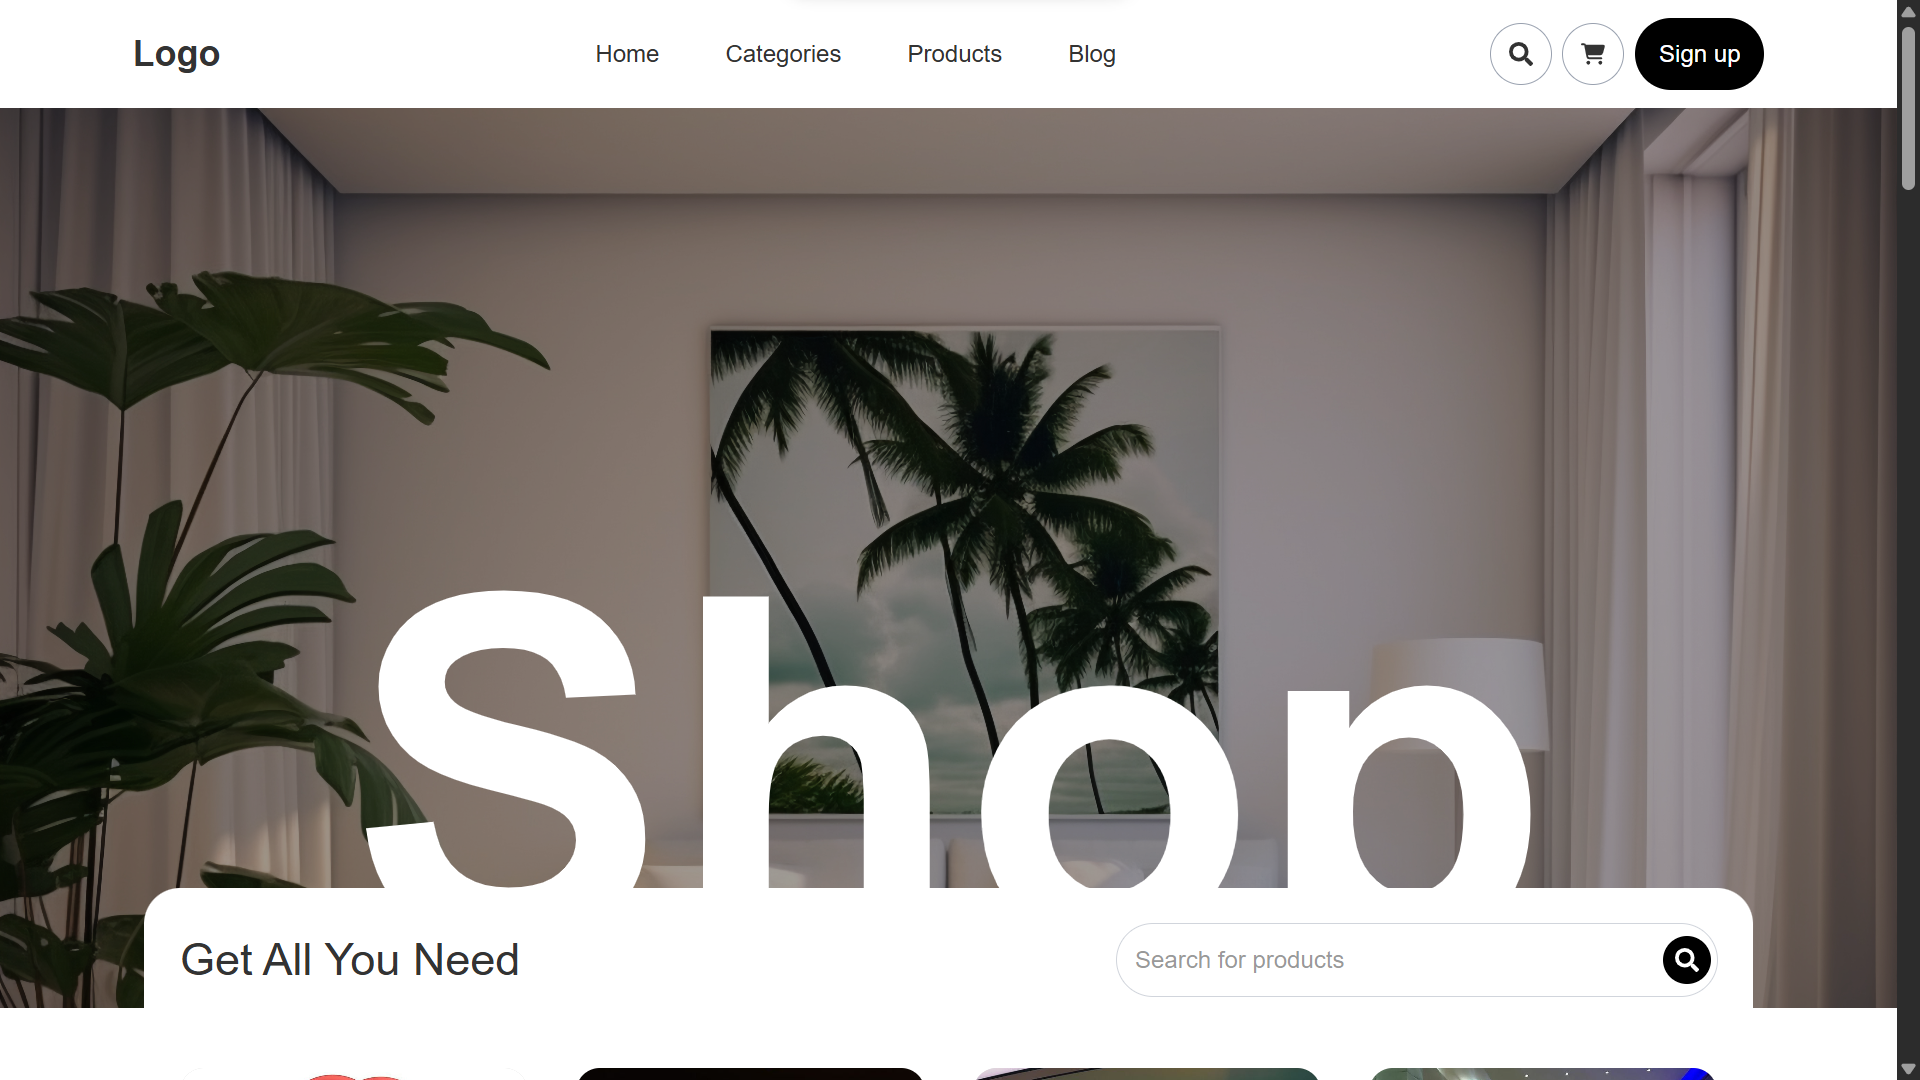 Logo
Home
Categories
Products
Blog
Sign up
Shop
Get All You Need
Search for products